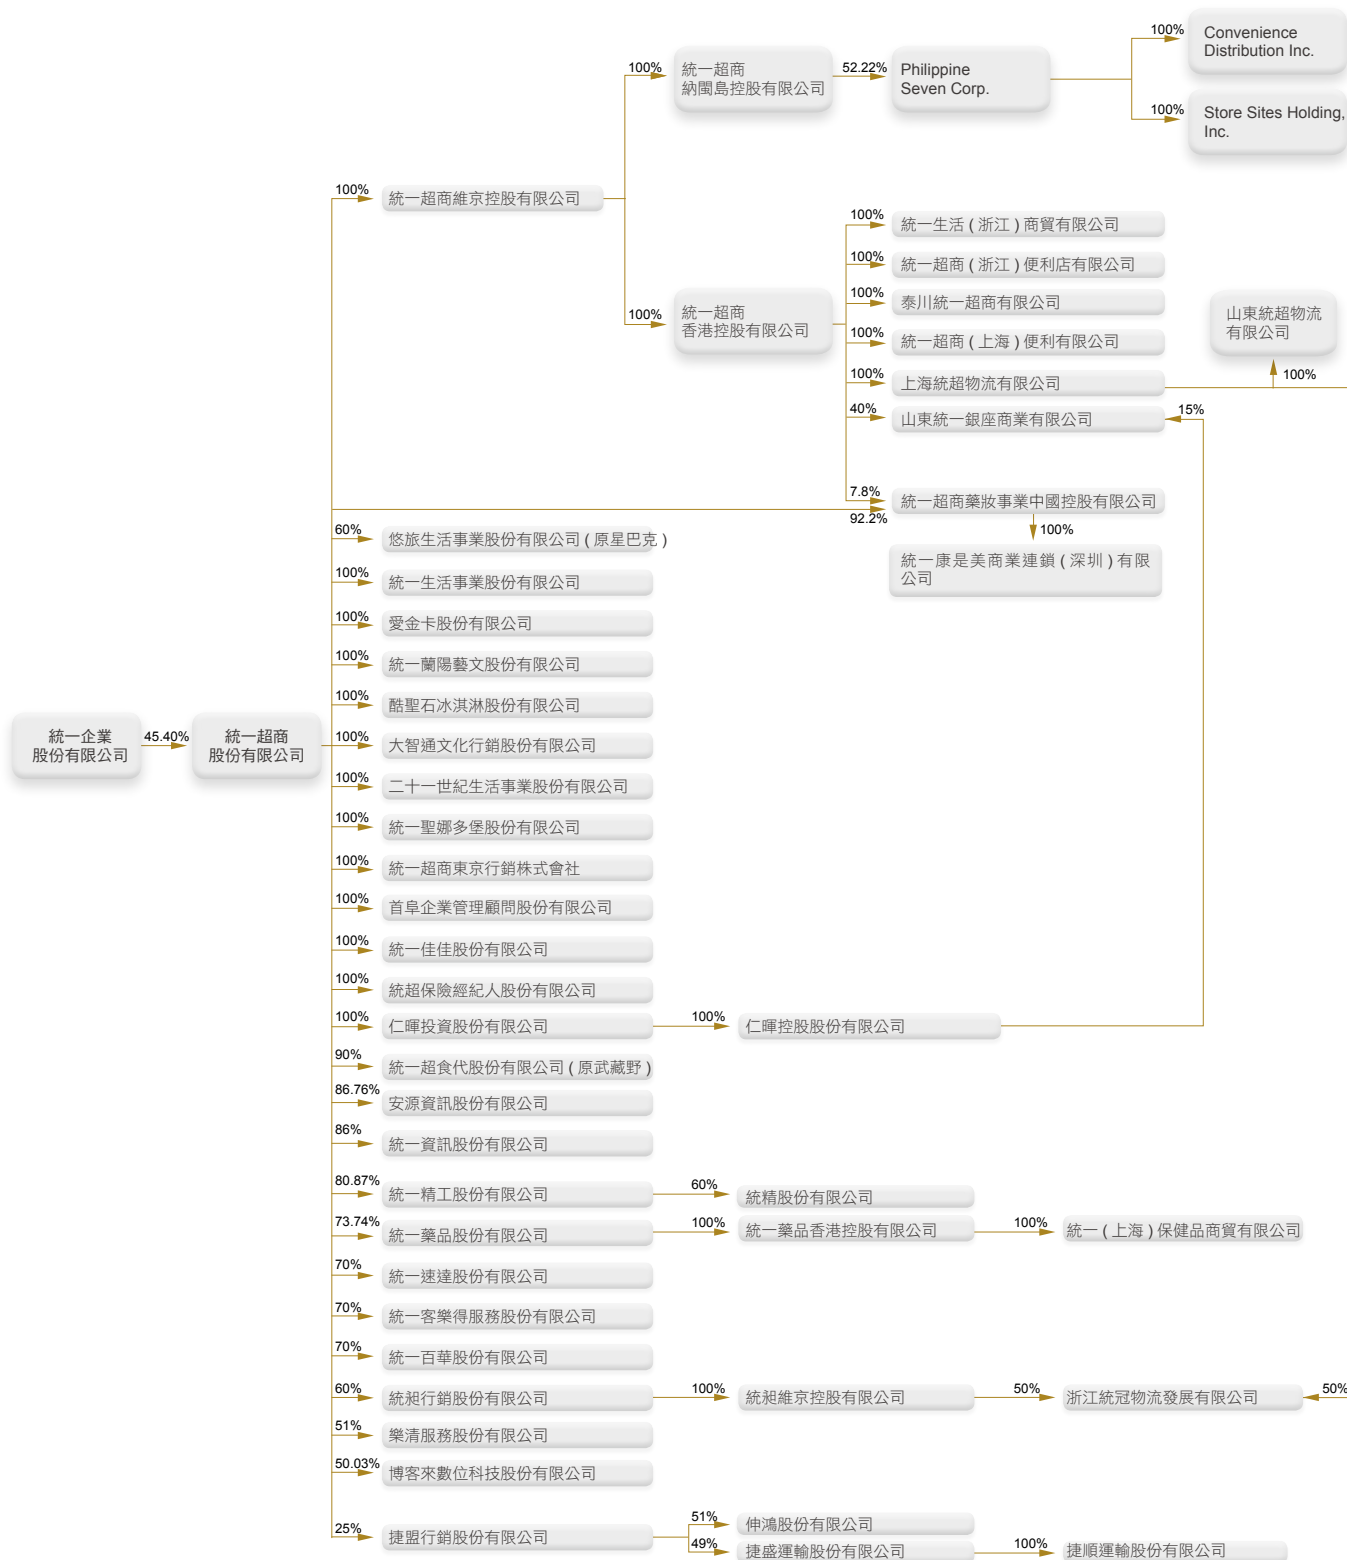 100%
Convenience
Distribution Inc.
100%
統一超商
納閩島控股有限公司
52.22%
Philippine
Seven Corp.
100%
Store Sites Holding,
Inc.
100%
統一超商維京控股有限公司
100%
統一生活 ( 浙江 ) 商貿有限公司
100%
統一超商 ( 浙江 ) 便利店有限公司
100%
統一超商
香港控股有限公司
100%
泰川統一超商有限公司
100%
統一超商 ( 上海 ) 便利有限公司
山東統超物流
有限公司
100%
100%
上海統超物流有限公司
40%
山東統一銀座商業有限公司
15%
7.8%
92.2%
統一超商藥妝事業中國控股有限公司
100%
統一康是美商業連鎖 ( 深圳 ) 有限
公司
60%
悠旅生活事業股份有限公司 ( 原星巴克 )
100%
統一生活事業股份有限公司
100%
愛金卡股份有限公司
100%
統一蘭陽藝文股份有限公司
100%
酷聖石冰淇淋股份有限公司
統一企業
股份有限公司
45.40%
統一超商
股份有限公司
100%
大智通文化行銷股份有限公司
100%
二十一世紀生活事業股份有限公司
100%
統一聖娜多堡股份有限公司
100%
統一超商東京行銷株式會社
100%
首阜企業管理顧問股份有限公司
100%
統一佳佳股份有限公司
100%
統超保險經紀人股份有限公司
100%
仁暉投資股份有限公司
100%
仁暉控股股份有限公司
90%
統一超食代股份有限公司 ( 原武藏野 )
86.76%
安源資訊股份有限公司
86%
統一資訊股份有限公司
80.87%
統一精工股份有限公司
60%
統精股份有限公司
73.74%
統一藥品股份有限公司
100%
統一藥品香港控股有限公司
100%
統一 ( 上海 ) 保健品商貿有限公司
70%
統一速達股份有限公司
70%
統一客樂得服務股份有限公司
70%
統一百華股份有限公司
60%
統昶行銷股份有限公司
100%
統昶維京控股有限公司
50%
浙江統冠物流發展有限公司
50%
51%
樂清服務股份有限公司
50.03%
博客來數位科技股份有限公司
25%
捷盟行銷股份有限公司
51%
伸鴻股份有限公司
49%
捷盛運輸股份有限公司
100%
捷順運輸股份有限公司